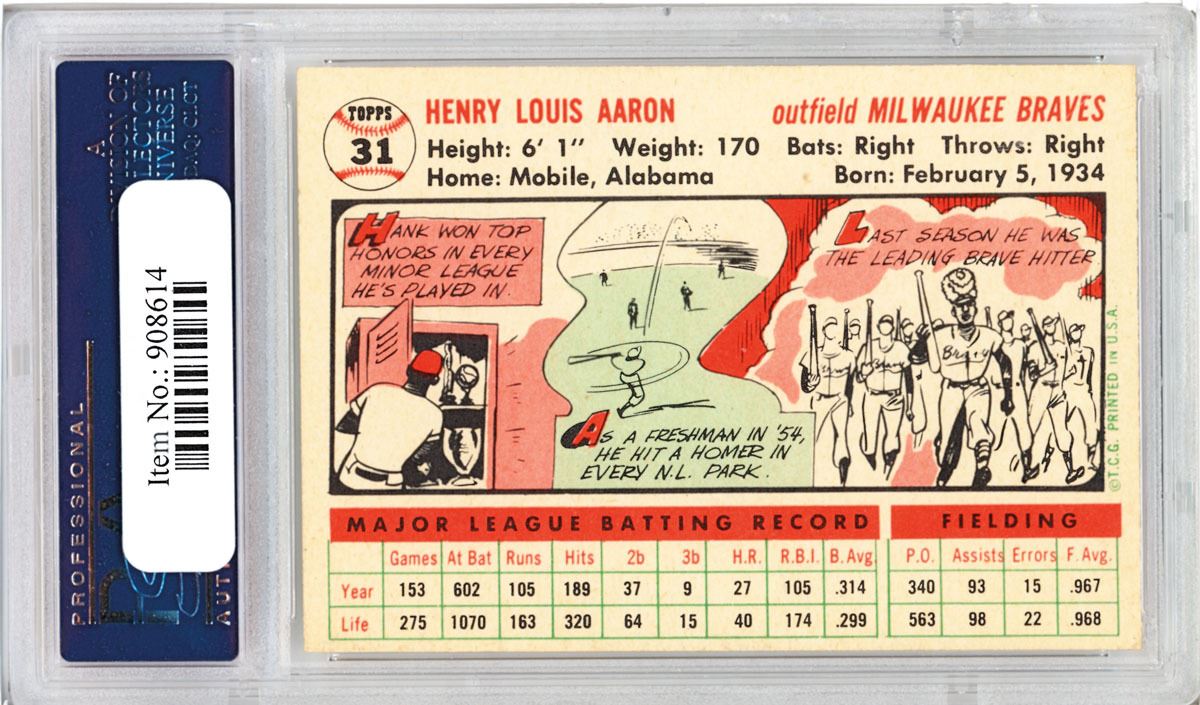 TOPPS
31
HENRY LOUIS AARON
outfield MILWAUKEE BRAVES
Height: 6' 1" Weight: 170 Bats: Right Throws: Right
Home: Mobile, Alabama
Born: February 5, 1934
HANK WON TOP
HONORS IN EVERY
MINOR LEAGUE
HE'S PLAYED IN.
AS A FRESHMAN IN '54,
HE HIT A HOMER IN
EVERY N.L. PARK.
LAST SEASON HE WAS
THE LEADING BRAVE HITTER
Braves
©T.C.G. PRINTED IN U.S.A.
MAJOR LEAGUE BATTING RECORD
FIELDING
Games At Bat Runs Hits 2b 3b H.R. R.B.I. B. Avg. P.O. Assists Errors F. Avg.
Year 153 602 105 189 37 9 27 105 .314 340 93 15 .967
Life 275 1070 163 320 64 15 40 174 .299 563 98 22 .968
PROFESSIONAL
Item No.: 908614
A
DIVISION OF